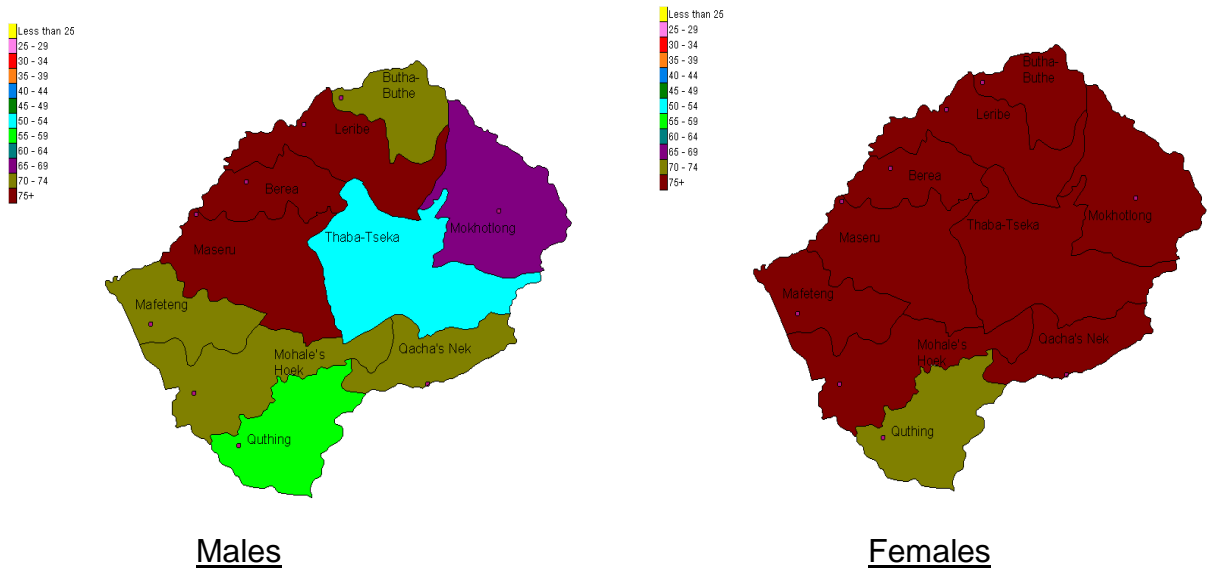 Less than 25
25 - 29
30 - 34
35 - 39
40 - 44
45 - 49
50 - 54
55 - 59
60 - 64
65 - 69
70 - 74
75+
Butha-
Buthe
Leribe
Berea
Mokhotlong
Thaba-Tseka
Maseru
Mafeteng
Mohale's
Hoek
Qacha's Nek
Quthing
Males
Less than 25
25 - 29
30 - 34
35 - 39
40 - 44
45 - 49
50 - 54
55 - 59
60 - 64
65 - 69
70 - 74
75+
Butha-
Buthe
Leribe
Berea
Mokhotlong
Thaba-Tseka
Maseru
Mafeteng
Mohale's
Hoek
Qacha's Nek
Quthing
Females